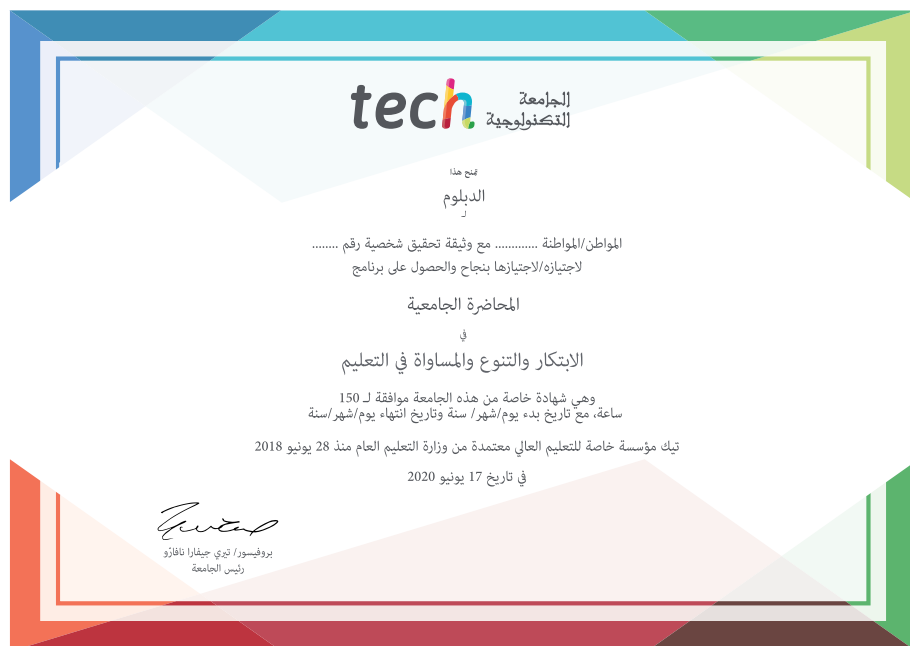 tech الجامعة
التكنولوجية
تمنح هذا
الدبلوم
لـ
المواطن/المواطنة ............. مع وثيقة تحقيق شخصية رقم ........
لاجتيازه/لاجتيازها بنجاح والحصول على برنامج
المحاضرة الجامعية
في
الابتكار والتنوع والمساواة في التعليم
وهي شهادة خاصة من هذه الجامعة موافقة لـ 150
ساعة، مع تاريخ بدء يوم/شهر/ سنة وتاريخ انتهاء يوم/شهر/سنة
تيك مؤسسة خاصة للتعليم العالي معتمدة من وزارة التعليم العام منذ 28 يونيو 2018
في تاريخ 17 يونيو 2020
بروفيسور/ تيري جيفارا نافارّو
رئيس الجامعة